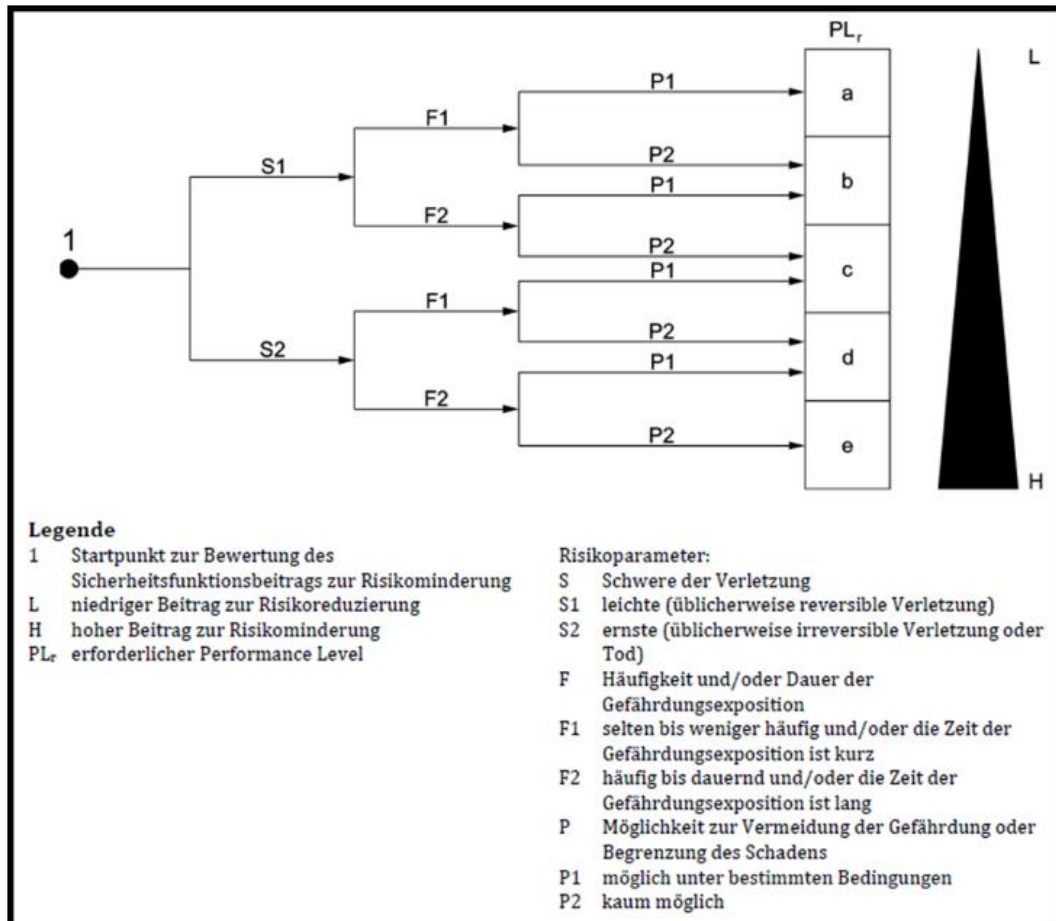 PLr
L
P1
a
F1
P2
S1
b
P1
F2
1
P2
c
P1
F1
P2
S2
d
P1
F2
P2
e
H
Legende
1 Startpunkt zur Bewertung des
Sicherheitsfunktionsbeitrags zur Risikominderung
L niedriger Beitrag zur Risikoreduzierung
H hoher Beitrag zur Risikominderung
PLr erforderlicher Performance Level
Risikoparameter:
S Schwere der Verletzung
S1 leichte (üblicherweise reversible Verletzung)
S2 ernste (üblicherweise irreversible Verletzung oder
Tod)
F Häufigkeit und/oder Dauer der
Gefährdungsexposition
F1 selten bis weniger häufig und/oder die Zeit der
Gefährdungsexposition ist kurz
F2 häufig bis dauernd und/oder die Zeit der
Gefährdungsexposition ist lang
P Möglichkeit zur Vermeidung der Gefährdung oder
Begrenzung des Schadens
P1 möglich unter bestimmten Bedingungen
P2 kaum möglich